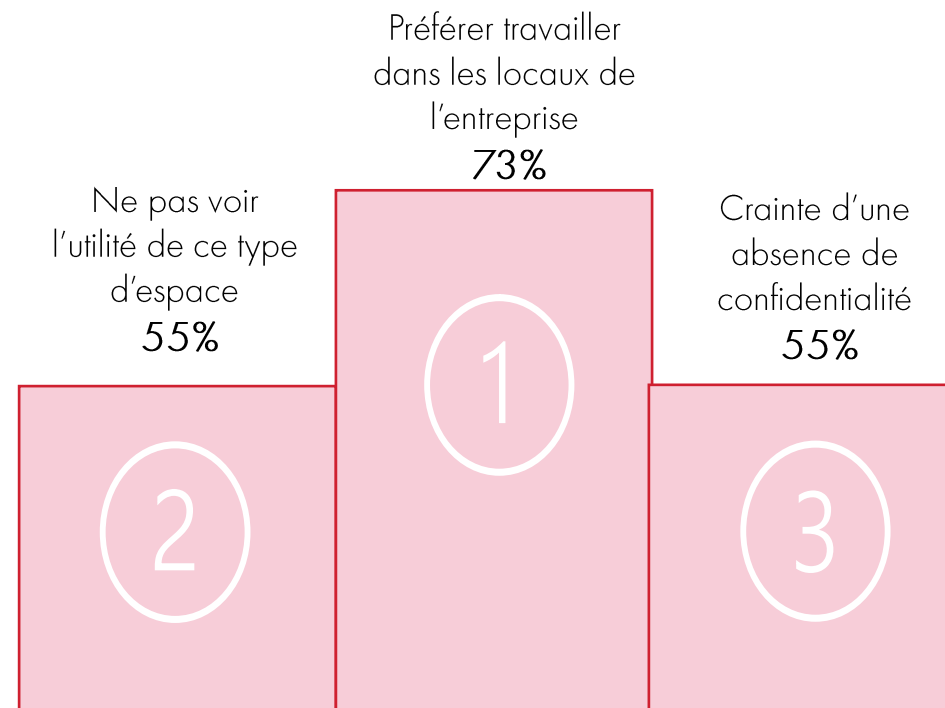 Préférer travailler
dans les locaux de
l’entreprise
73%
Ne pas voir
l’utilité de ce type
d’espace
55%
Crainte d’une
absence de
confidentialité
55%
1
2
3